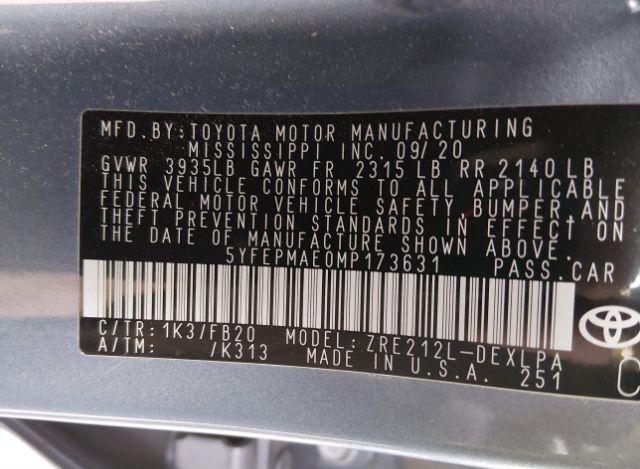 MFD.BY:TOYOTA MOTOR MANUFACTURING
MISSISSIPPI INC. 09/20
GVWR 3935LB GAWR FR 2315 LB RR 2140 LB
THIS VEHICLE CONFORMS TO ALL APPLICABLE
FEDERAL MOTOR VEHICLE SAFETY, BUMPER, AND
THEFT PREVENTION STANDARDS IN EFFECT ON
THE DATE OF MANUFACTURE SHOWN ABOVE.
5YFEPMAE0MP173631 PASS.CAR
C/TR:1K3/FB20 MODEL:ZRE212L-DEXLPA
A/TM: /K313 MADE IN U.S.A. 251
C